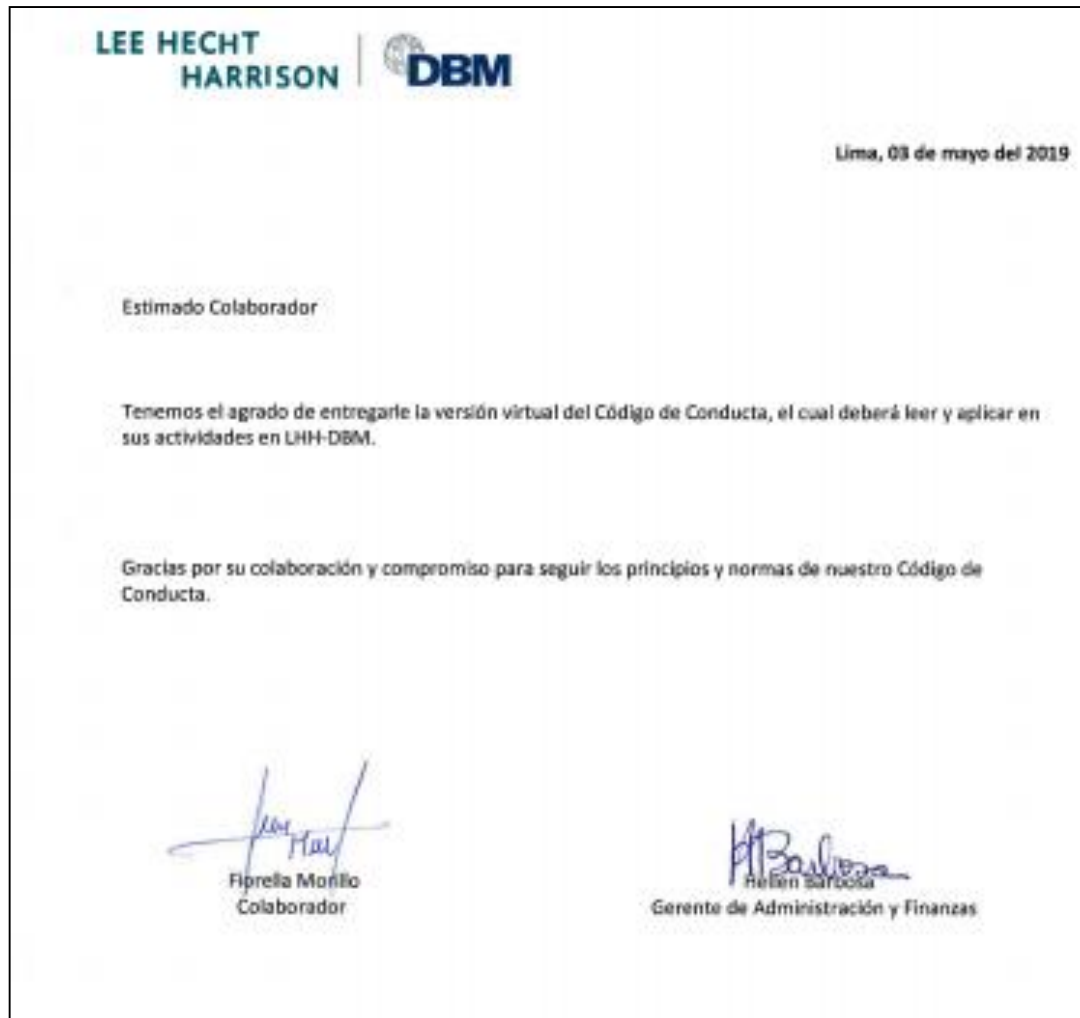 LEE HECHT
HARRISON
DBM
Lima, 03 de mayo del 2019
Estimado Colaborador
Tenemos el agrado de entregarle la versión virtual del Código de Conducta, el cual deberá leer y aplicar en
sus actividades en LHH-DBM.
Gracias por su colaboración y compromiso para seguir los principios y normas de nuestro Código de
Conducta.
HBarbosa
Fiorella Morillo
Colaborador
Hellen Barbosa
Gerente de Administración y Finanzas